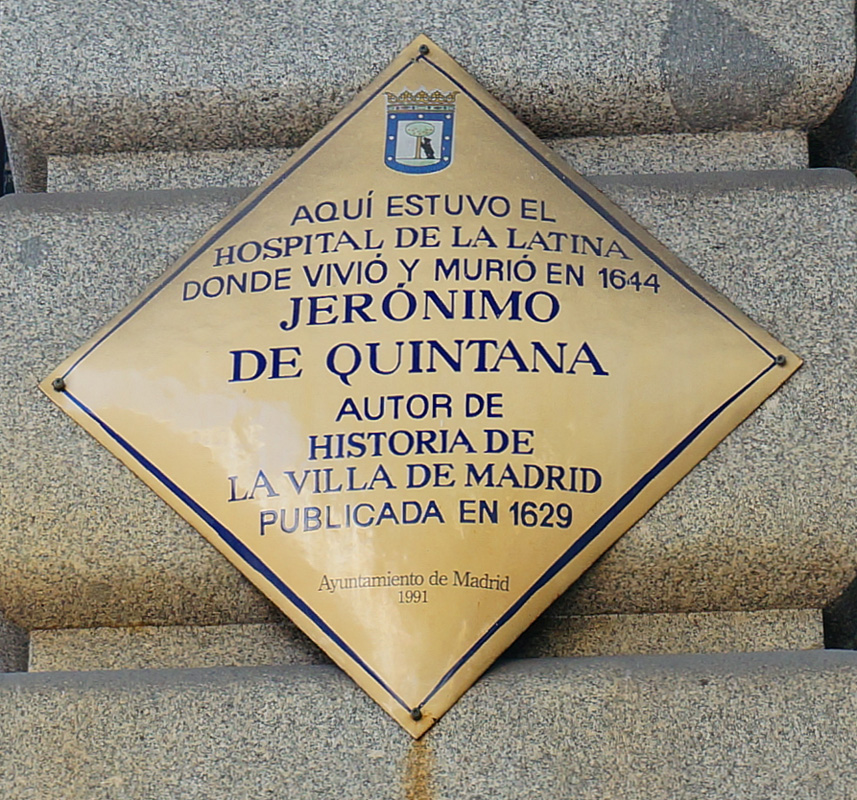 AQUÍ ESTUVO EL
HOSPITAL DE LA LATINA
DONDE VIVIÓ Y MURIÓ EN 1644
JERÓNIMO
DE QUINTANA
AUTOR DE
HISTORIA DE
LA VILLA DE MADRID
PUBLICADA EN 1629
Ayuntamiento de Madrid
1991